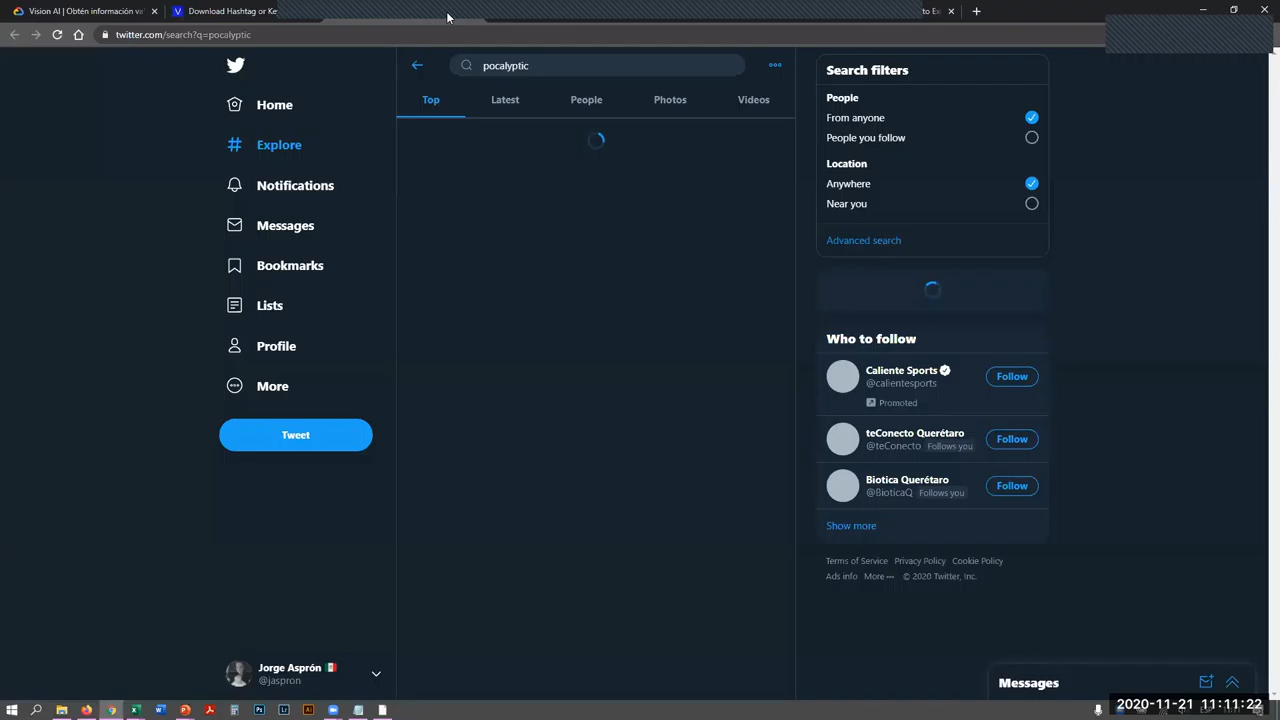 Vision AI | Obtén información va
Download Hashtag or Ke
twitter.com/search?q=pocalyptic
pocalyptic
Top
Latest
People
Photos
Videos
Home
Explore
Notifications
Messages
Bookmarks
Lists
Profile
More
Tweet
Jorge Asprón
@jaspron
Search filters
People
From anyone
People you follow
Location
Anywhere
Near you
Advanced search
Who to follow
Caliente Sports
@calientesports
Promoted
Follow
teConecto Querétaro
@teConecto Follows you
Follow
Biotica Querétaro
@BioticaQ Follows you
Follow
Show more
Terms of Service Privacy Policy Cookie Policy
Ads info More ••• © 2020 Twitter, Inc.
Messages
2020-11-21 11:11:22